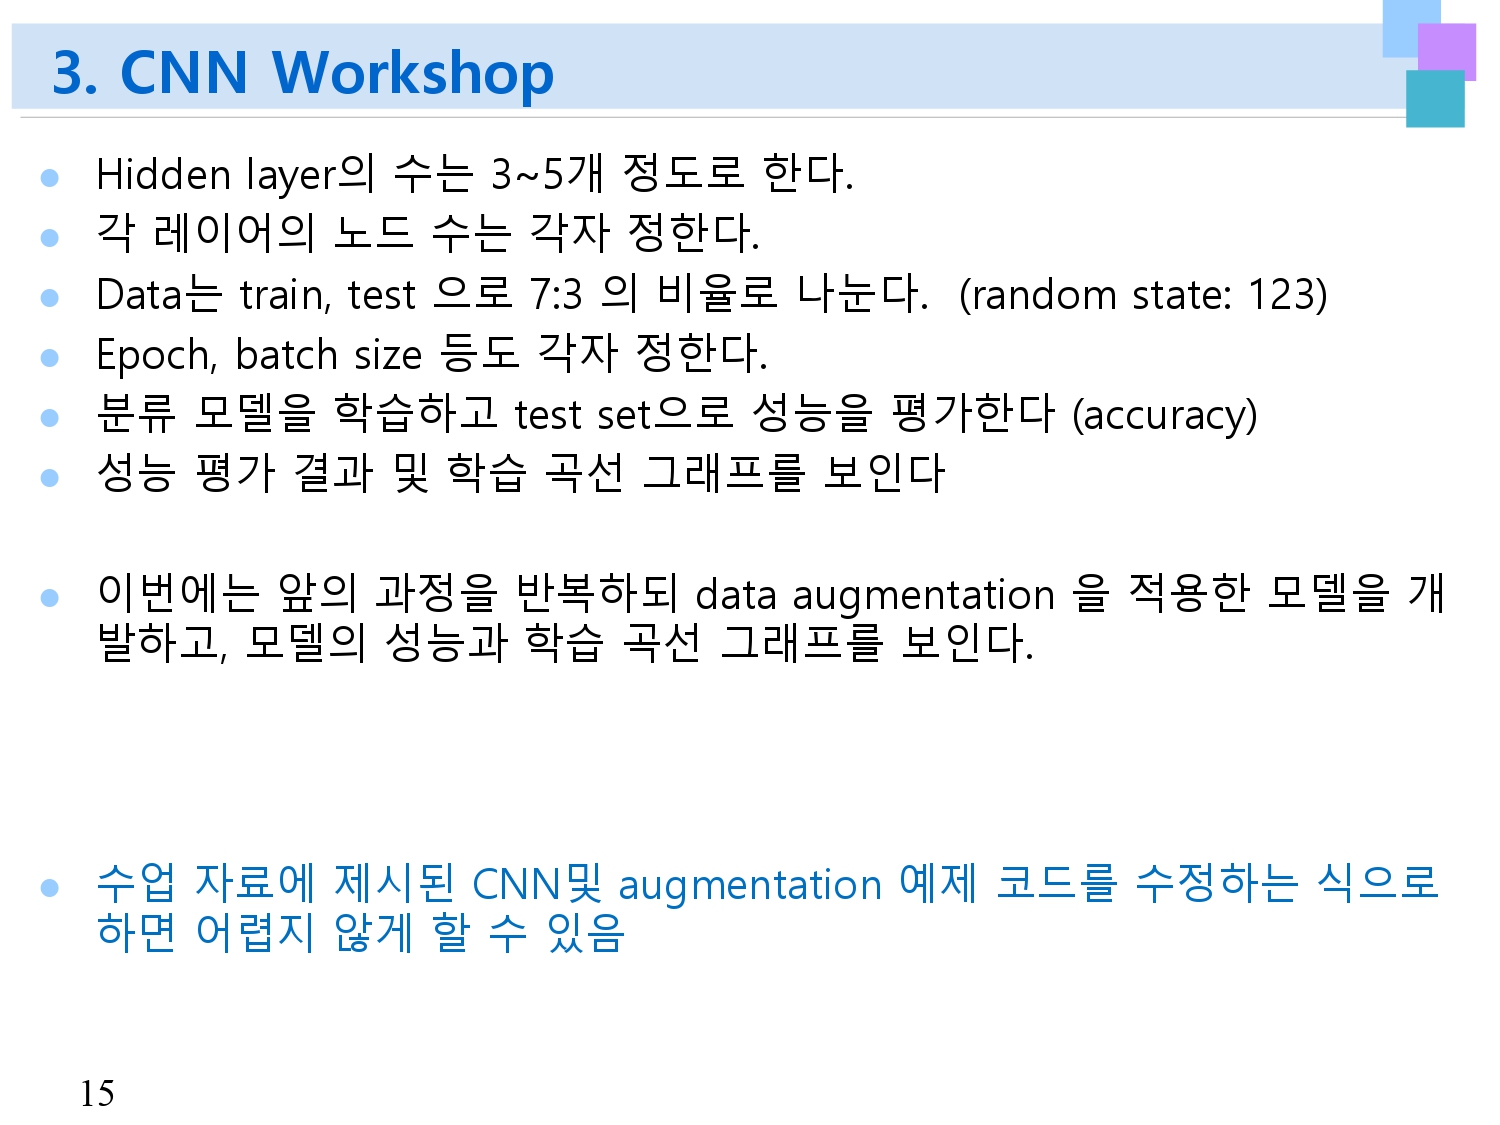 3. CNN Workshop
Hidden layer의 수는 3~5개 정도로 한다.
각 레이어의 노드 수는 각자 정한다.
Data는 train, test 으로 7:3 의 비율로 나눈다. (random state: 123)
Epoch, batch size 등도 각자 정한다.
분류 모델을 학습하고 test set으로 성능을 평가한다 (accuracy)
성능 평가 결과 및 학습 곡선 그래프를 보인다
이번에는 앞의 과정을 반복하되 data augmentation 을 적용한 모델을 개
발하고, 모델의 성능과 학습 곡선 그래프를 보인다.
수업 자료에 제시된 CNN및 augmentation 예제 코드를 수정하는 식으로
하면 어렵지 않게 할 수 있음
15